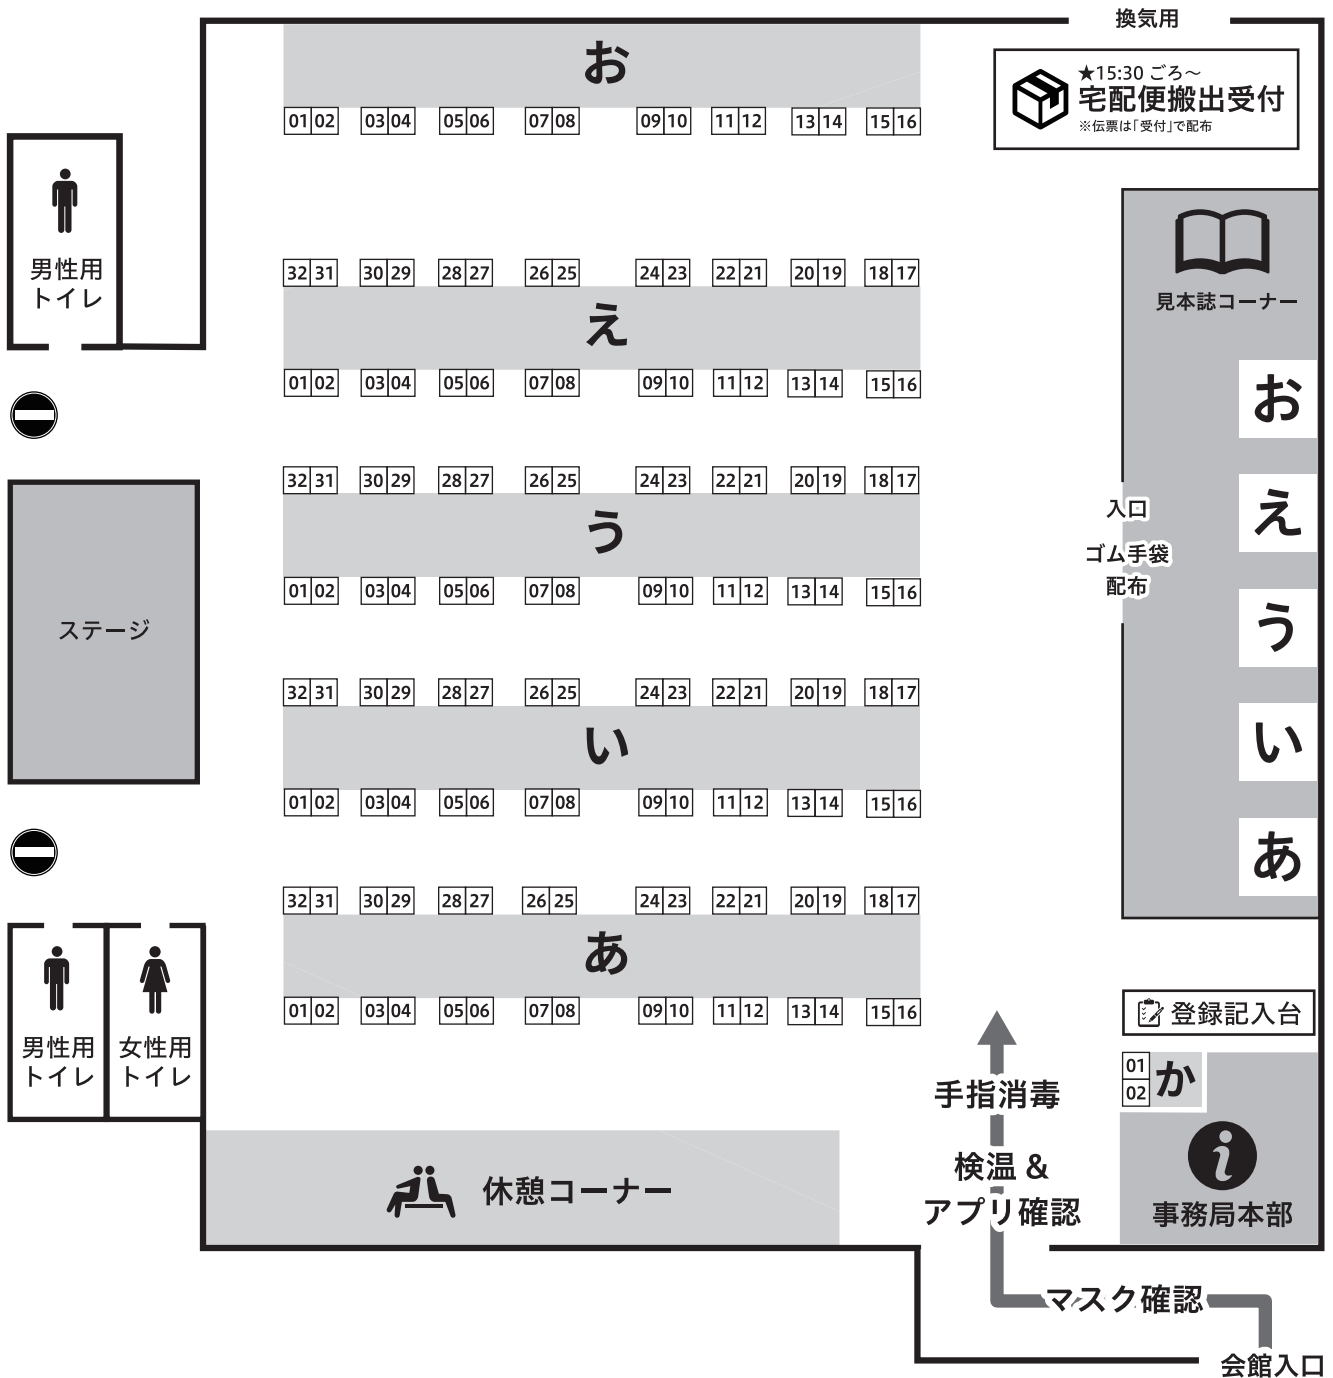 換気用
★15:30 ごろ～
宅配便搬出受付
※伝票は「受付」で配布
お
01 02 03 04 05 06 07 08 09 10 11 12 13 14 15 16
男性用
トイレ
32 31 30 29 28 27 26 25 24 23 22 21 20 19 18 17
え
01 02 03 04 05 06 07 08 09 10 11 12 13 14 15 16
見本誌コーナー
お
え
う
い
あ
入口
ゴム手袋
配布
32 31 30 29 28 27 26 25 24 23 22 21 20 19 18 17
う
01 02 03 04 05 06 07 08 09 10 11 12 13 14 15 16
ステージ
32 31 30 29 28 27 26 25 24 23 22 21 20 19 18 17
い
01 02 03 04 05 06 07 08 09 10 11 12 13 14 15 16
32 31 30 29 28 27 26 25 24 23 22 21 20 19 18 17
あ
01 02 03 04 05 06 07 08 09 10 11 12 13 14 15 16
男性用
トイレ
女性用
トイレ
登録記入台
01
02
か
事務局本部
手指消毒
検温 &
アプリ確認
休憩コーナー
マスク確認
会館入口